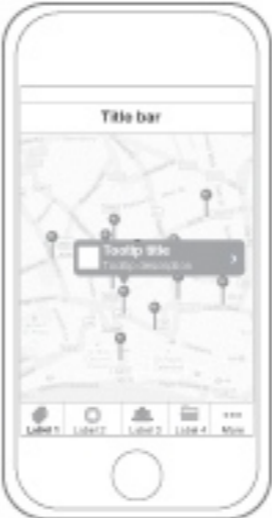 Title bar
Tooltip title
Tooltip description
Label 1
Label 2
Label 3
Label 4
More